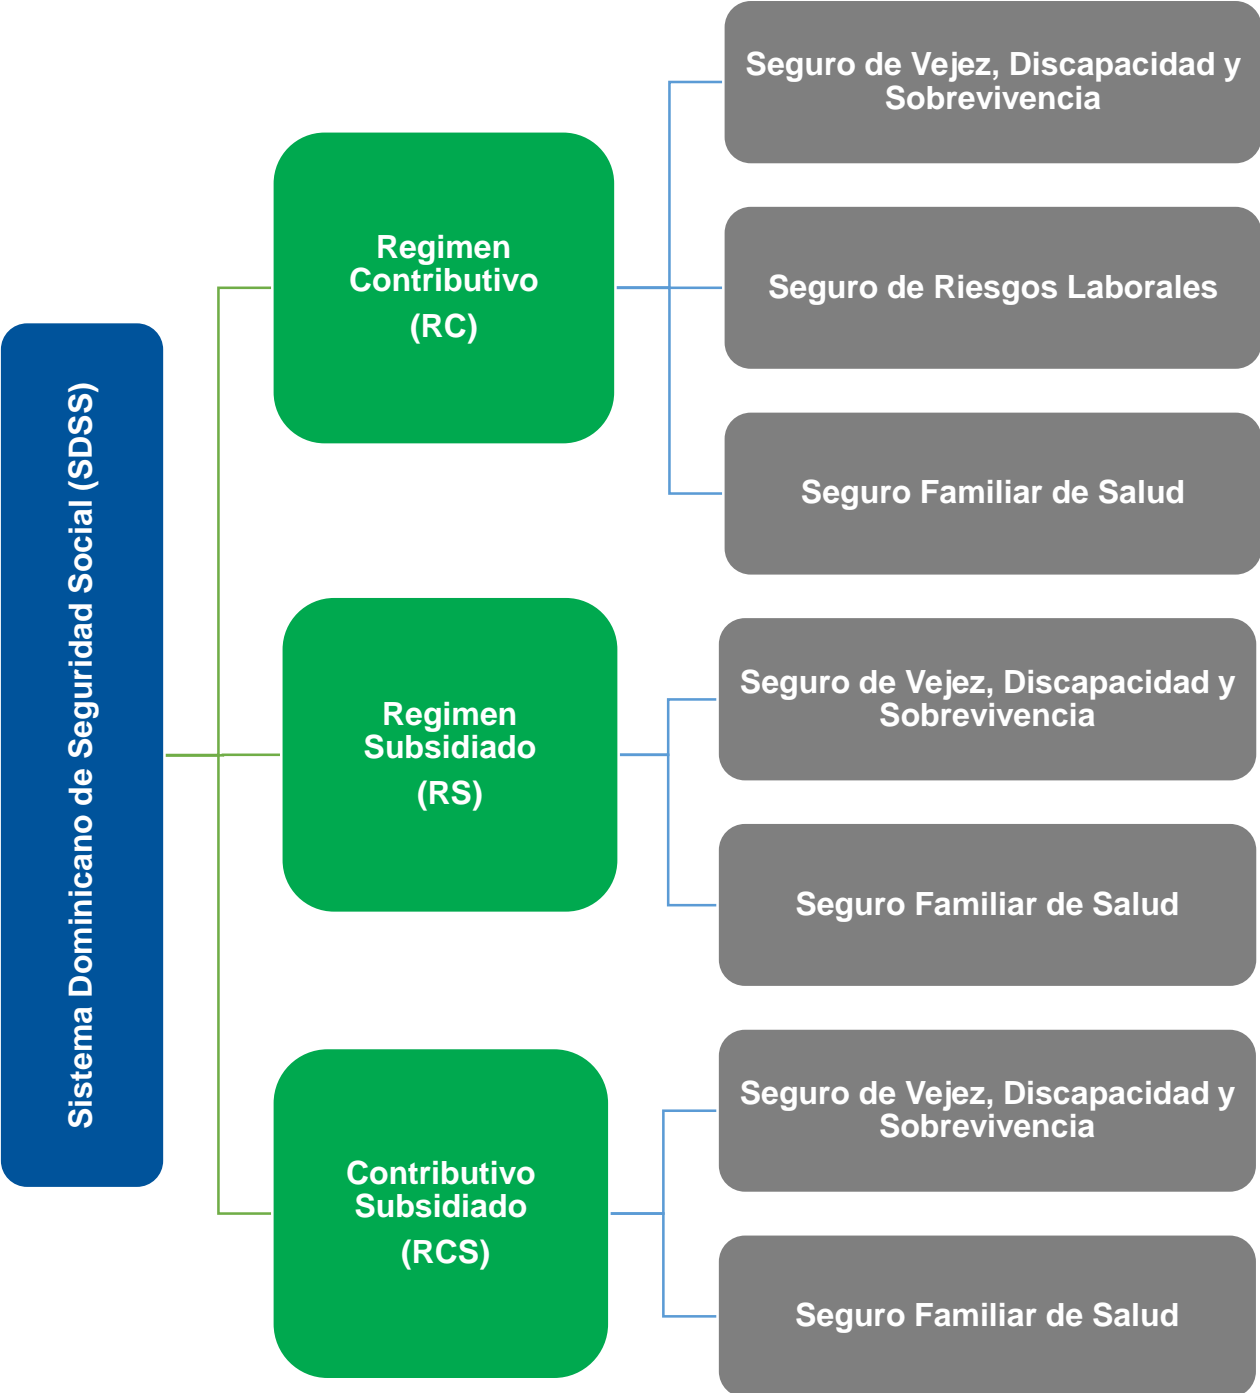 Sistema Dominicano de Seguridad Social (SDSS)
Regimen
Contributivo
(RC)
Seguro de Vejez, Discapacidad y
Sobrevivencia
Seguro de Riesgos Laborales
Seguro Familiar de Salud
Regimen
Subsidiado
(RS)
Seguro de Vejez, Discapacidad y
Sobrevivencia
Seguro Familiar de Salud
Contributivo
Subsidiado
(RCS)
Seguro de Vejez, Discapacidad y
Sobrevivencia
Seguro Familiar de Salud